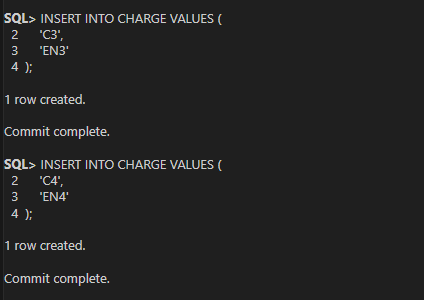 SQL> INSERT INTO CHARGE VALUES (
2 'C3',
3 'EN3'
4 );
1 row created.
Commit complete.
SQL> INSERT INTO CHARGE VALUES (
2 'C4',
3 'EN4'
4 );
1 row created.
Commit complete.